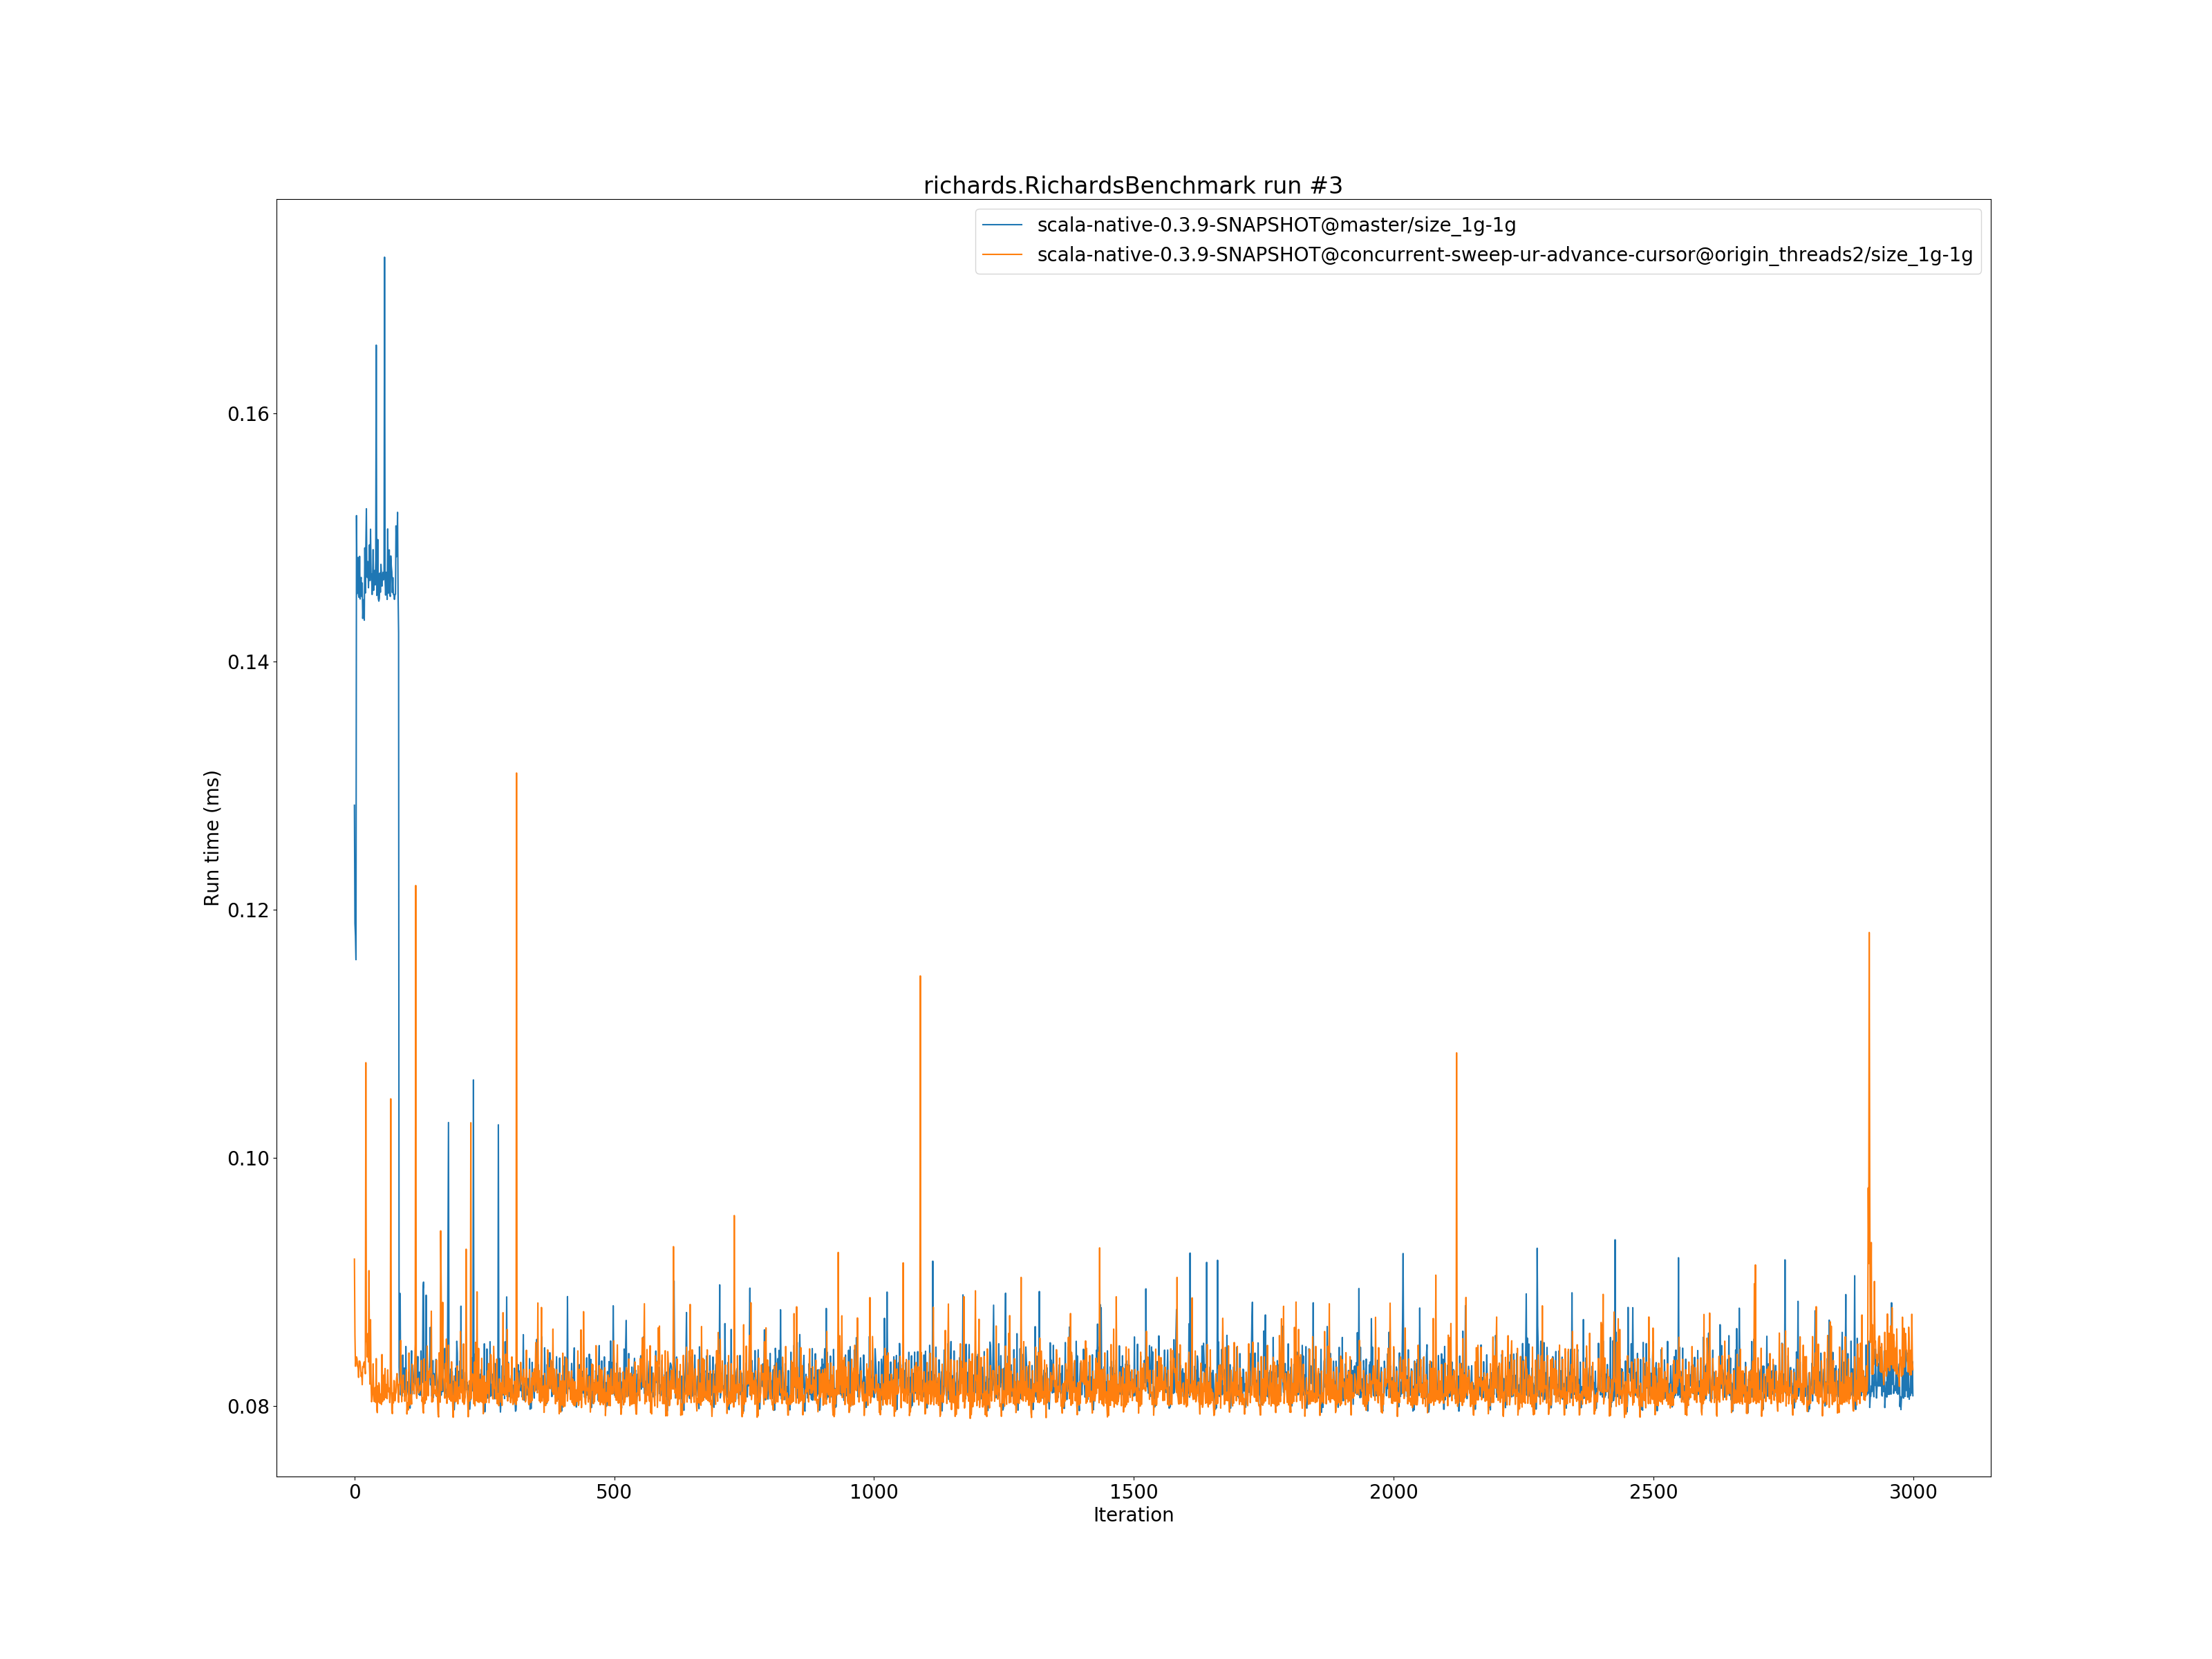 richards.RichardsBenchmark run #3
scala-native-0.3.9-SNAPSHOT@master/size_1g-1g
scala-native-0.3.9-SNAPSHOT@concurrent-sweep-ur-advance-cursor@origin_threads2/size_1g-1g
Run time (ms)
0.16
0.14
0.12
0.10
0.08
0 500 1000 1500 2000 2500 3000
Iteration